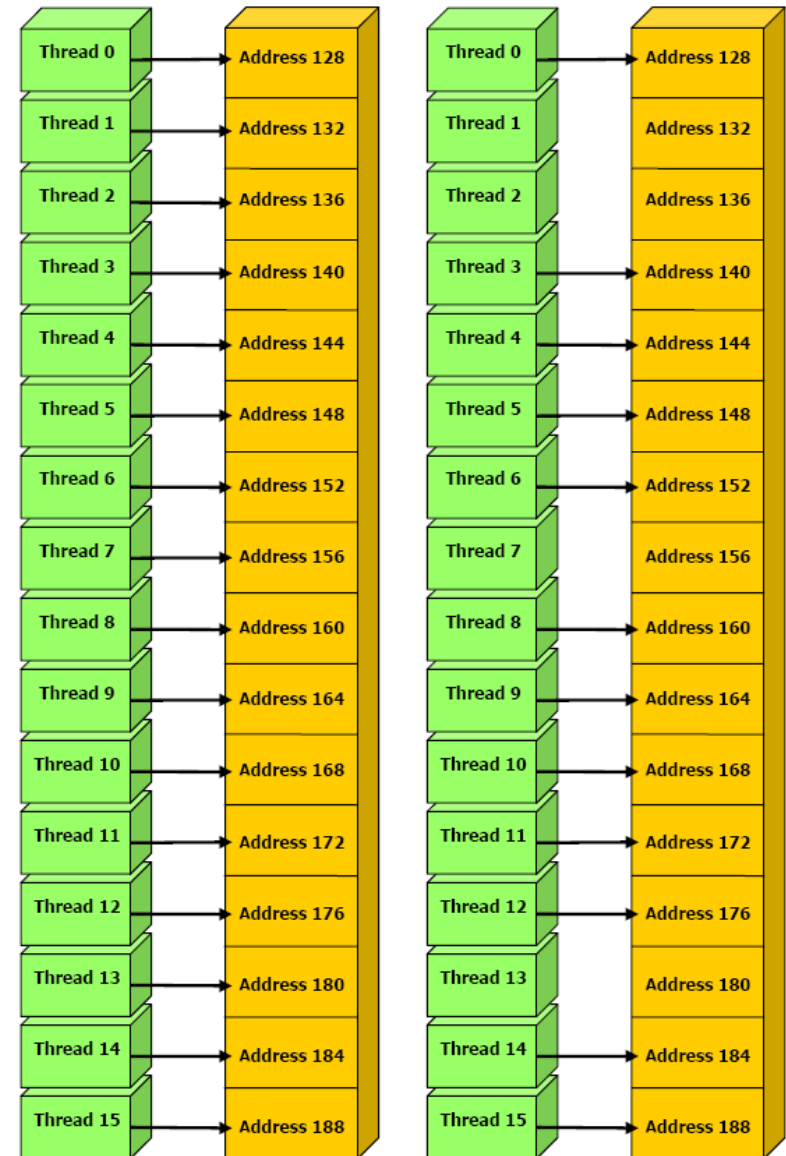 Thread 0 Address 128 Thread 0 Address 128
Thread 1 Address 132 Thread 1 Address 132
Thread 2 Address 136 Thread 2 Address 136
Thread 3 Address 140 Thread 3 Address 140
Thread 4 Address 144 Thread 4 Address 144
Thread 5 Address 148 Thread 5 Address 148
Thread 6 Address 152 Thread 6 Address 152
Thread 7 Address 156 Thread 7 Address 156
Thread 8 Address 160 Thread 8 Address 160
Thread 9 Address 164 Thread 9 Address 164
Thread 10 Address 168 Thread 10 Address 168
Thread 11 Address 172 Thread 11 Address 172
Thread 12 Address 176 Thread 12 Address 176
Thread 13 Address 180 Thread 13 Address 180
Thread 14 Address 184 Thread 14 Address 184
Thread 15 Address 188 Thread 15 Address 188